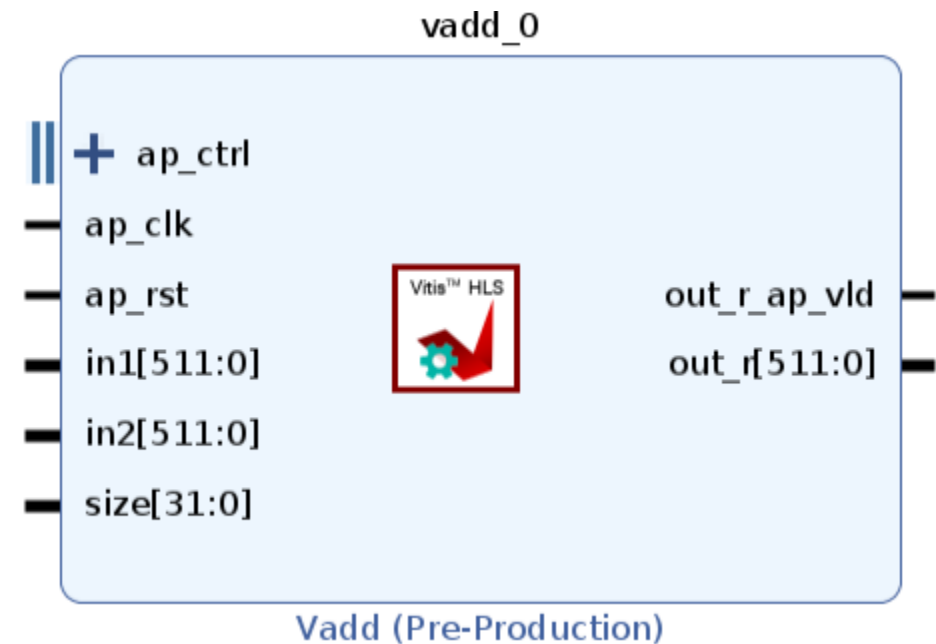 vadd_0
ap_ctrl
ap_clk
ap_rst
in1[511:0]
in2[511:0]
size[31:0]
Vitis™ HLS
out_r_ap_vld
out_r[511:0]
Vadd (Pre-Production)